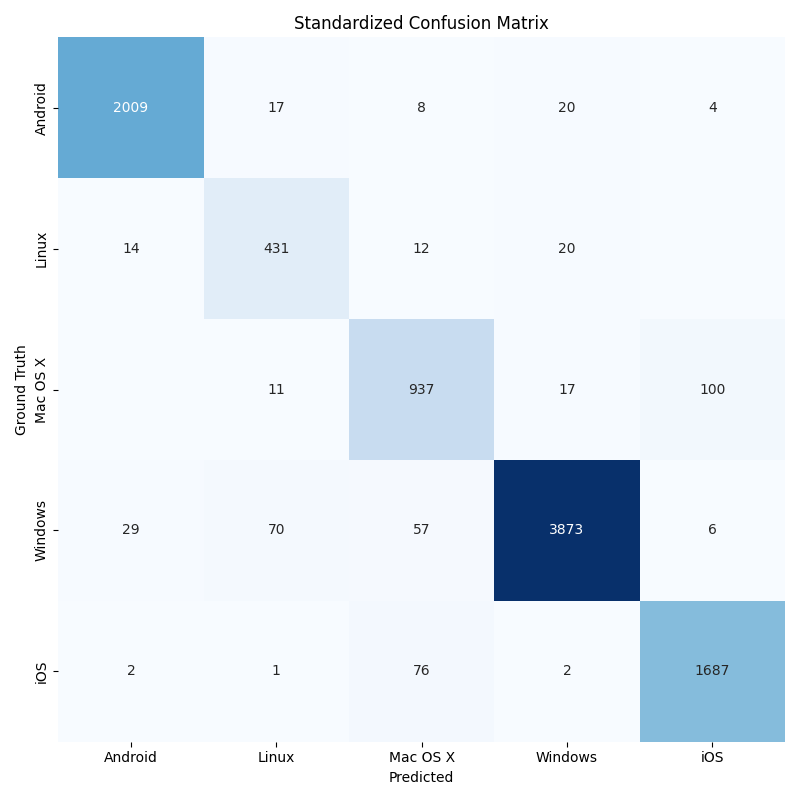 Standardized Confusion Matrix
Ground Truth
Android
2009 17 8 20 4
Linux
14 431 12 20
Mac OS X
11 937 17 100
Windows
29 70 57 3873 6
iOS
2 1 76 2 1687
Android Linux Mac OS X Windows iOS
Predicted